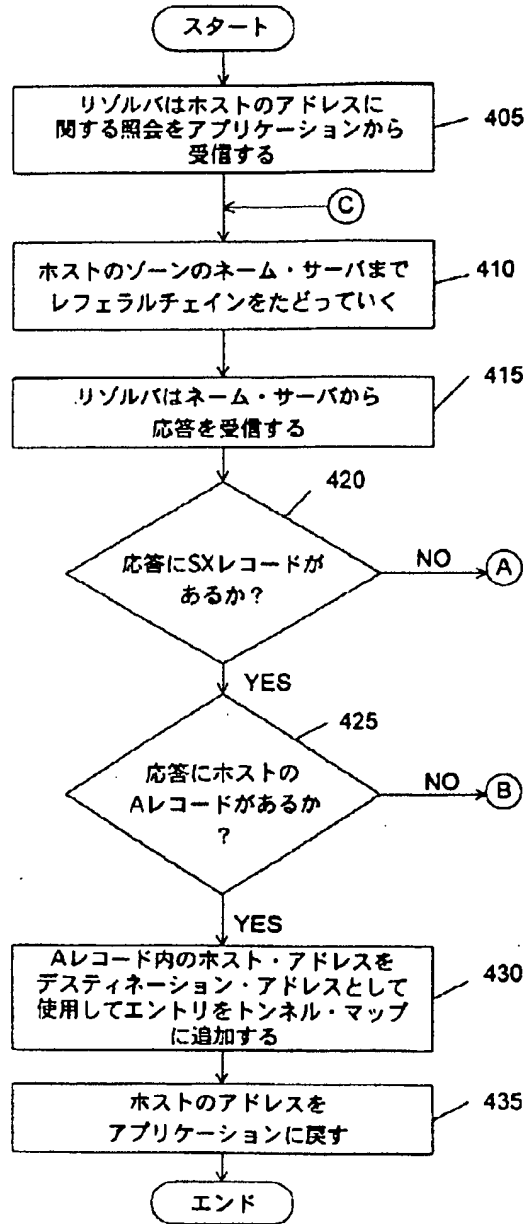 スタート
リゾルバはホストのアドレスに
関する照会をアプリケーションから
受信する
405
C
ホストのゾーンのネーム・サーバまで
レフェラルチェインをたどっていく
410
リゾルバはネーム・サーバから
応答を受信する
415
420
応答にSXレコードが
あるか?
NO
A
YES
425
応答にホストの
Aレコードがあるか
?
NO
B
YES
Aレコード内のホスト・アドレスを
デスティネーション・アドレスとして
使用してエントリをトンネル・マップ
に追加する
430
ホストのアドレスを
アプリケーションに戻す
435
エンド